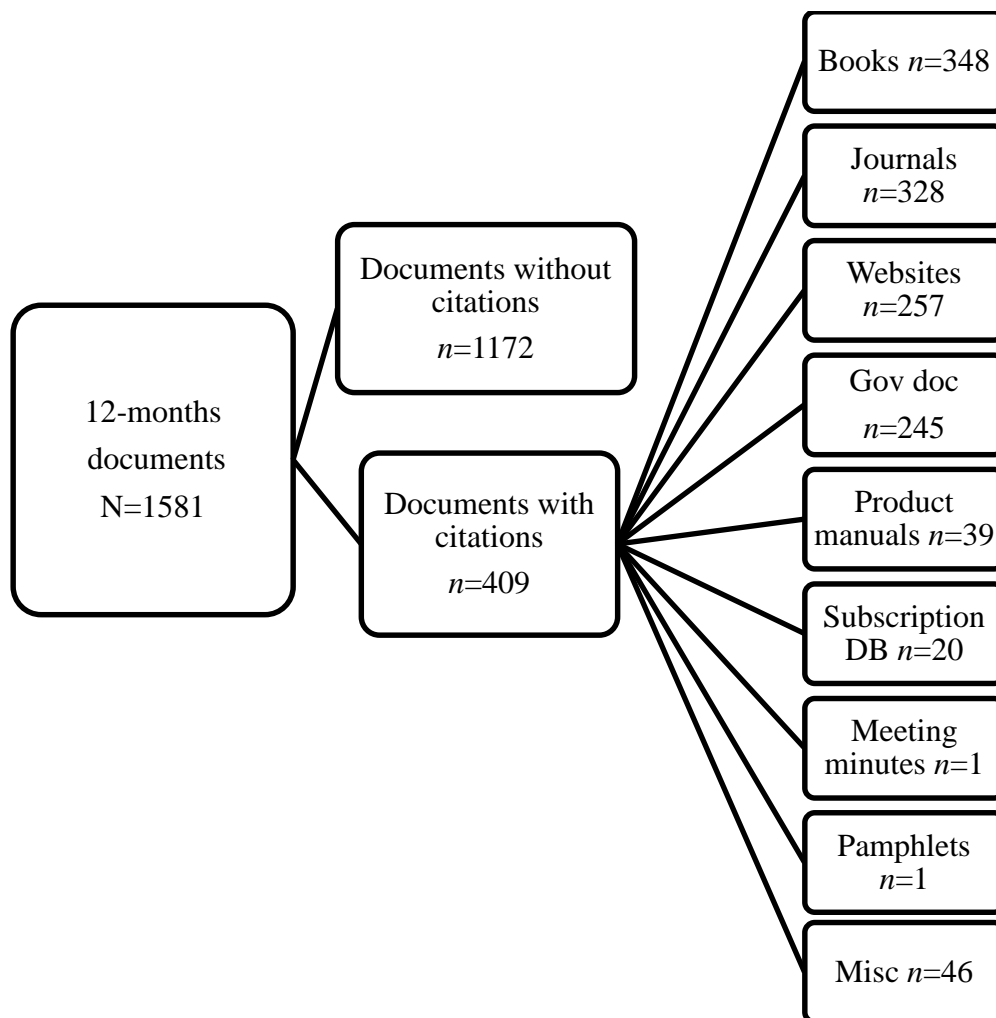 12-months
documents
N=1581
Documents without
citations
n=1172
Documents with
citations
n=409
Books n=348
Journals
n=328
Websites
n=257
Gov doc
n=245
Product
manuals n=39
Subscription
DB n=20
Meeting
minutes n=1
Pamphlets
n=1
Misc n=46